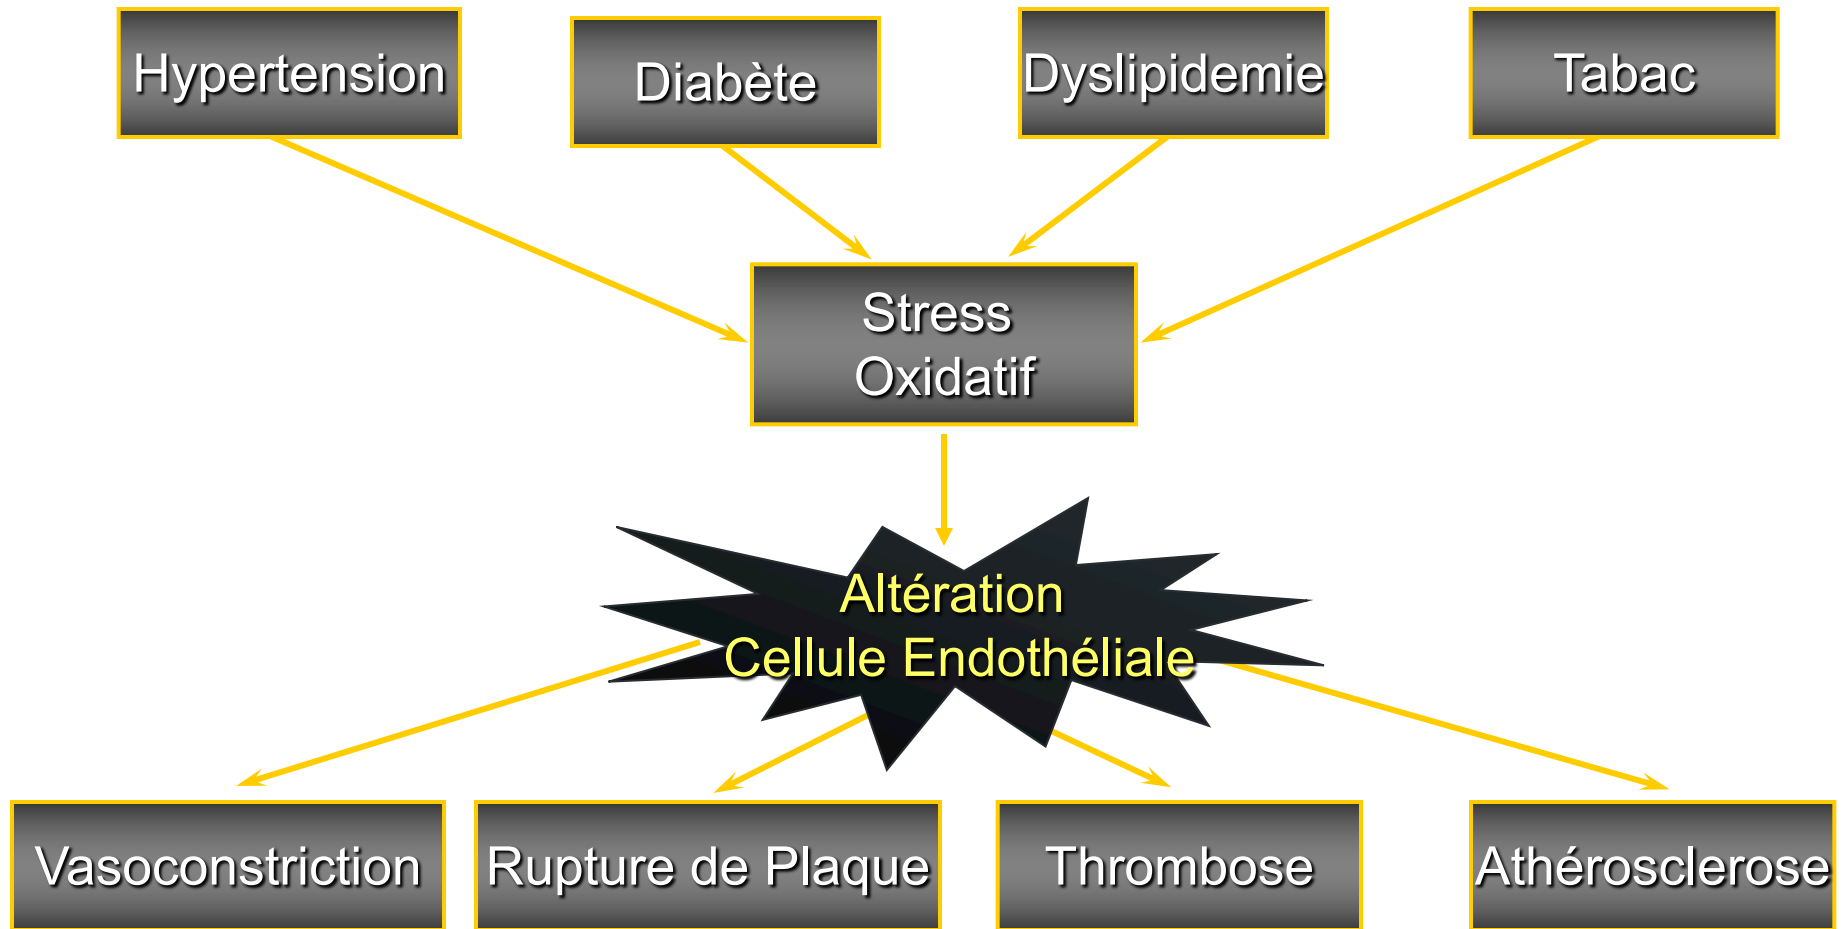 Hypertension
Diabète
Dyslipidemie
Tabac
Stress
Oxidatif
Altération
Cellule Endothéliale
Vasoconstriction
Rupture de Plaque
Thrombose
Athérosclerose